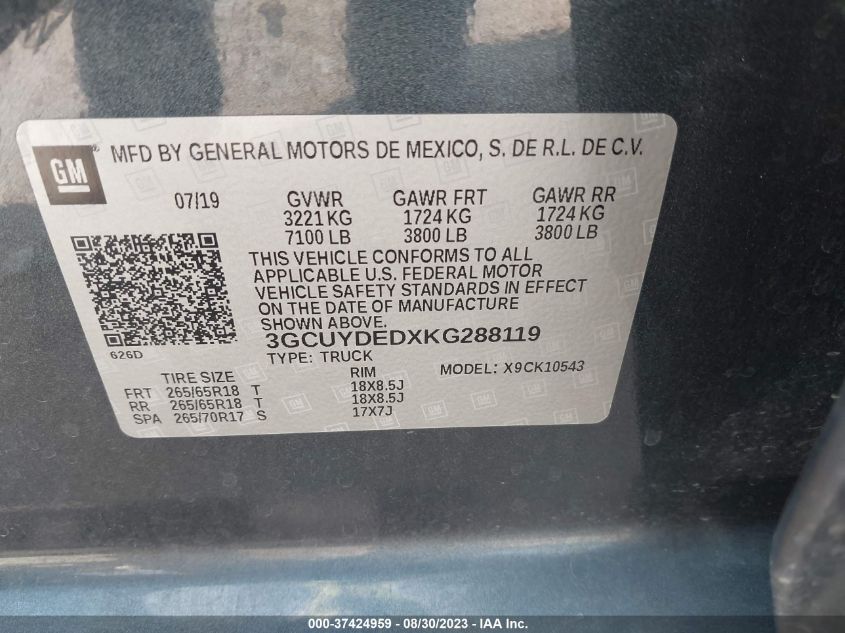 GM ® MFD BY GENERAL MOTORS DE MEXICO, S. DE R.L. DE C.V.
07/19 GVWR GAWR FRT GAWR RR
3221 KG 1724 KG 1724 KG
7100 LB 3800 LB 3800 LB
THIS VEHICLE CONFORMS TO ALL
APPLICABLE U.S. FEDERAL MOTOR
VEHICLE SAFETY STANDARDS IN EFFECT
ON THE DATE OF MANUFACTURE
SHOWN ABOVE.
626D
3GCUYDEDXKG288119
TYPE: TRUCK MODEL: X9CK10543
TIRE SIZE RIM
FRT 265/65R18 T 18X8.5J
RR 265/65R18 T 18X8.5J
SPA 265/70R17 S 17X7J
000-37424959 - 08/30/2023 - © IAA Inc.